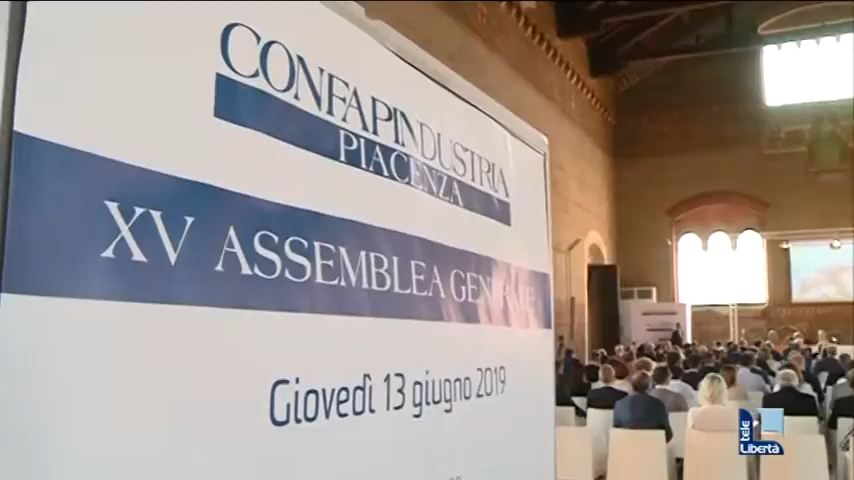 CONFAPINDUSTRIA
PIACENZA
XV ASSEMBLEA GENERALE
Giovedì 13 giugno 2019
tele
Libertà